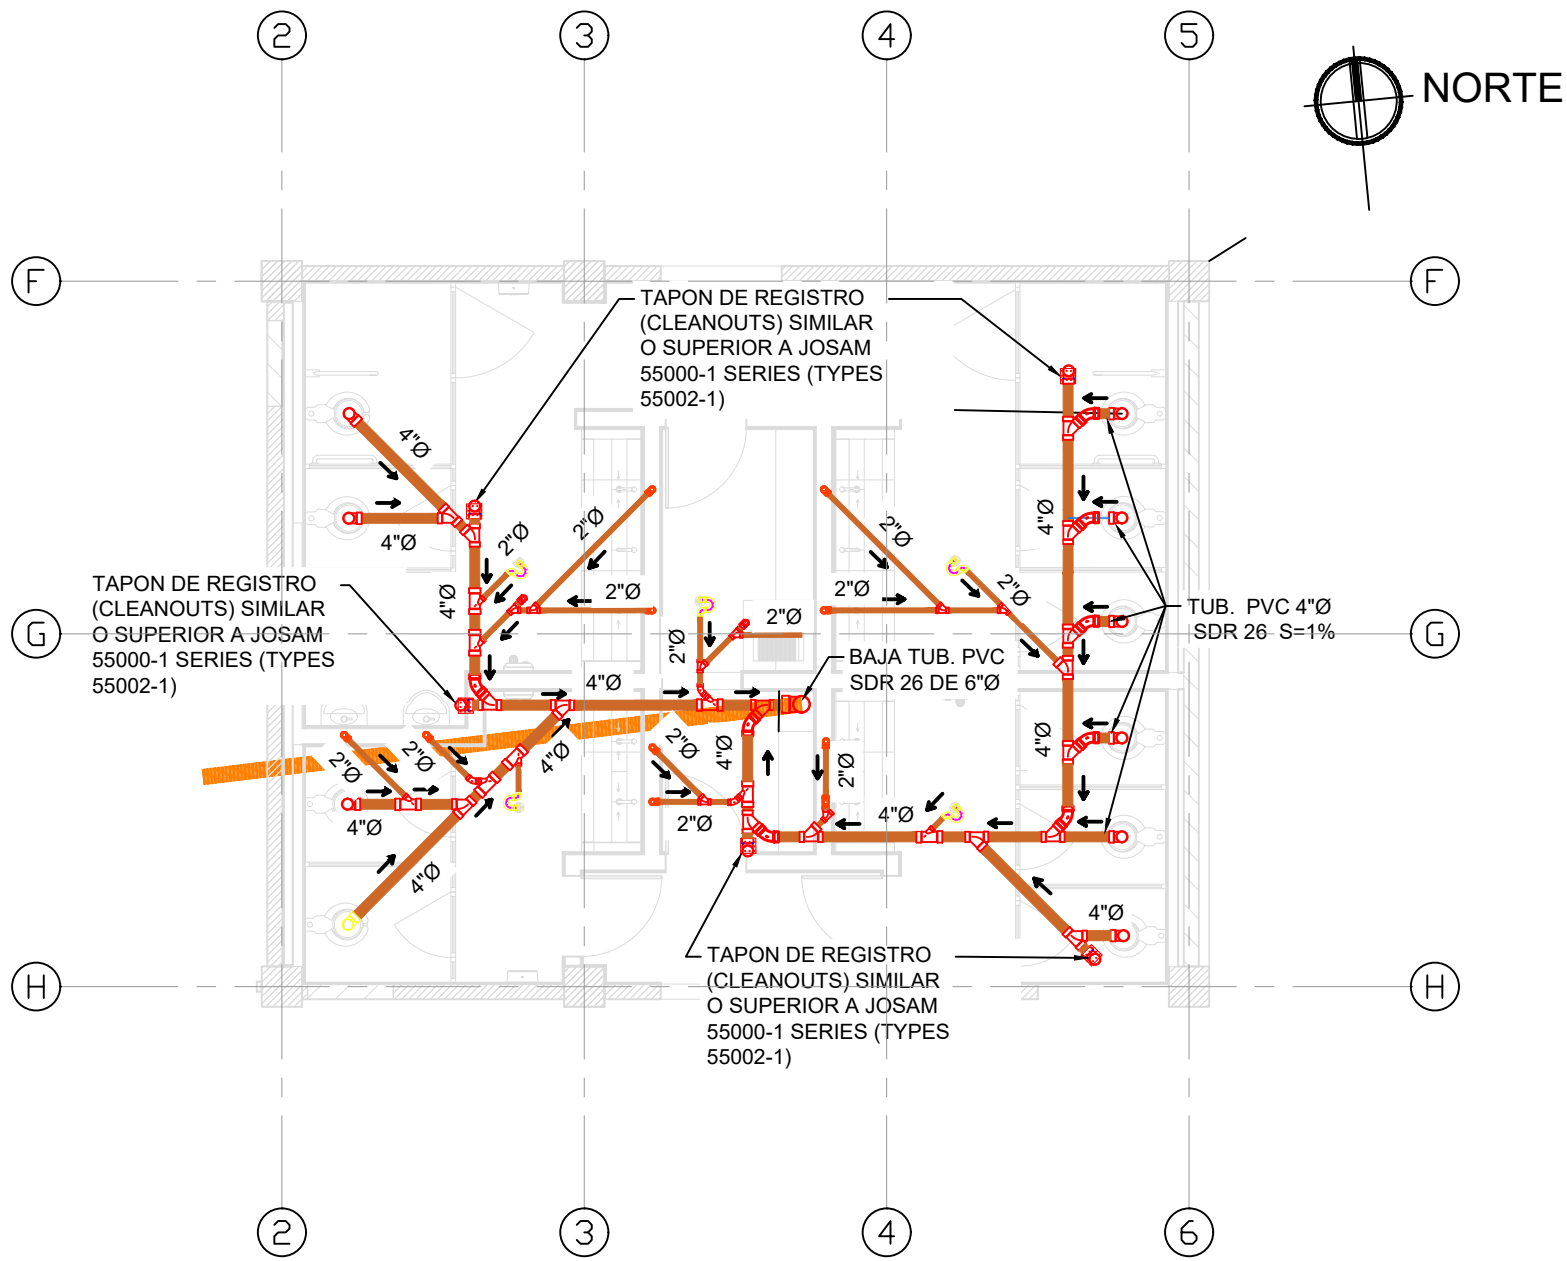 2
3
4
5
NORTE
F
F
TAPON DE REGISTRO
(CLEANOUTS) SIMILAR
O SUPERIOR A JOSAM
55000-1 SERIES (TYPES
55002-1)
4"Ø
4"Ø
2"Ø
2"Ø
2"Ø
4"Ø
2"Ø
2"Ø
2"Ø
4"Ø
TAPON DE REGISTRO
(CLEANOUTS) SIMILAR
O SUPERIOR A JOSAM
55000-1 SERIES (TYPES
55002-1)
G
G
2"Ø
2"Ø
TUB. PVC 4"Ø
SDR 26 S=1%
BAJA TUB. PVC
SDR 26 DE 6"Ø
4"Ø
2"Ø
2"Ø
4"Ø
2"Ø
4"Ø
2"Ø
4"Ø
4"Ø
2"Ø
4"Ø
4"Ø
4"Ø
TAPON DE REGISTRO
(CLEANOUTS) SIMILAR
O SUPERIOR A JOSAM
55000-1 SERIES (TYPES
55002-1)
H
H
2
3
4
6